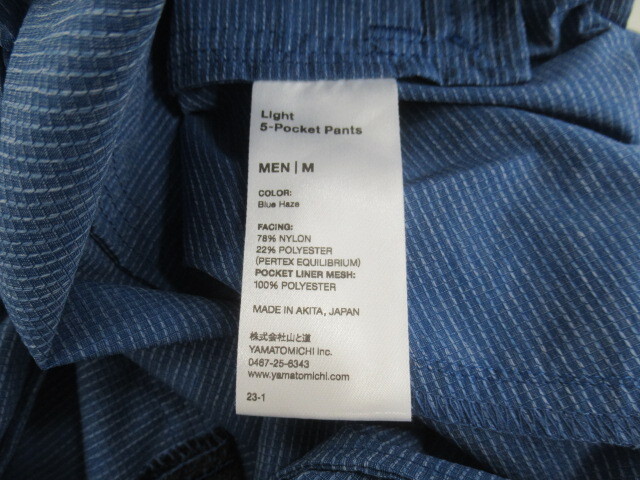 Light
5-Pocket Pants
MEN | M
COLOR:
Blue Haze
FACING:
78% NYLON
22% POLYESTER
(PERTEX EQUILIBRIUM)
POCKET LINER MESH:
100% POLYESTER
MADE IN AKITA, JAPAN
株式会社山と道
YAMATOMICHI Inc.
0467-25-6343
www.yamatomichi.com
23-1